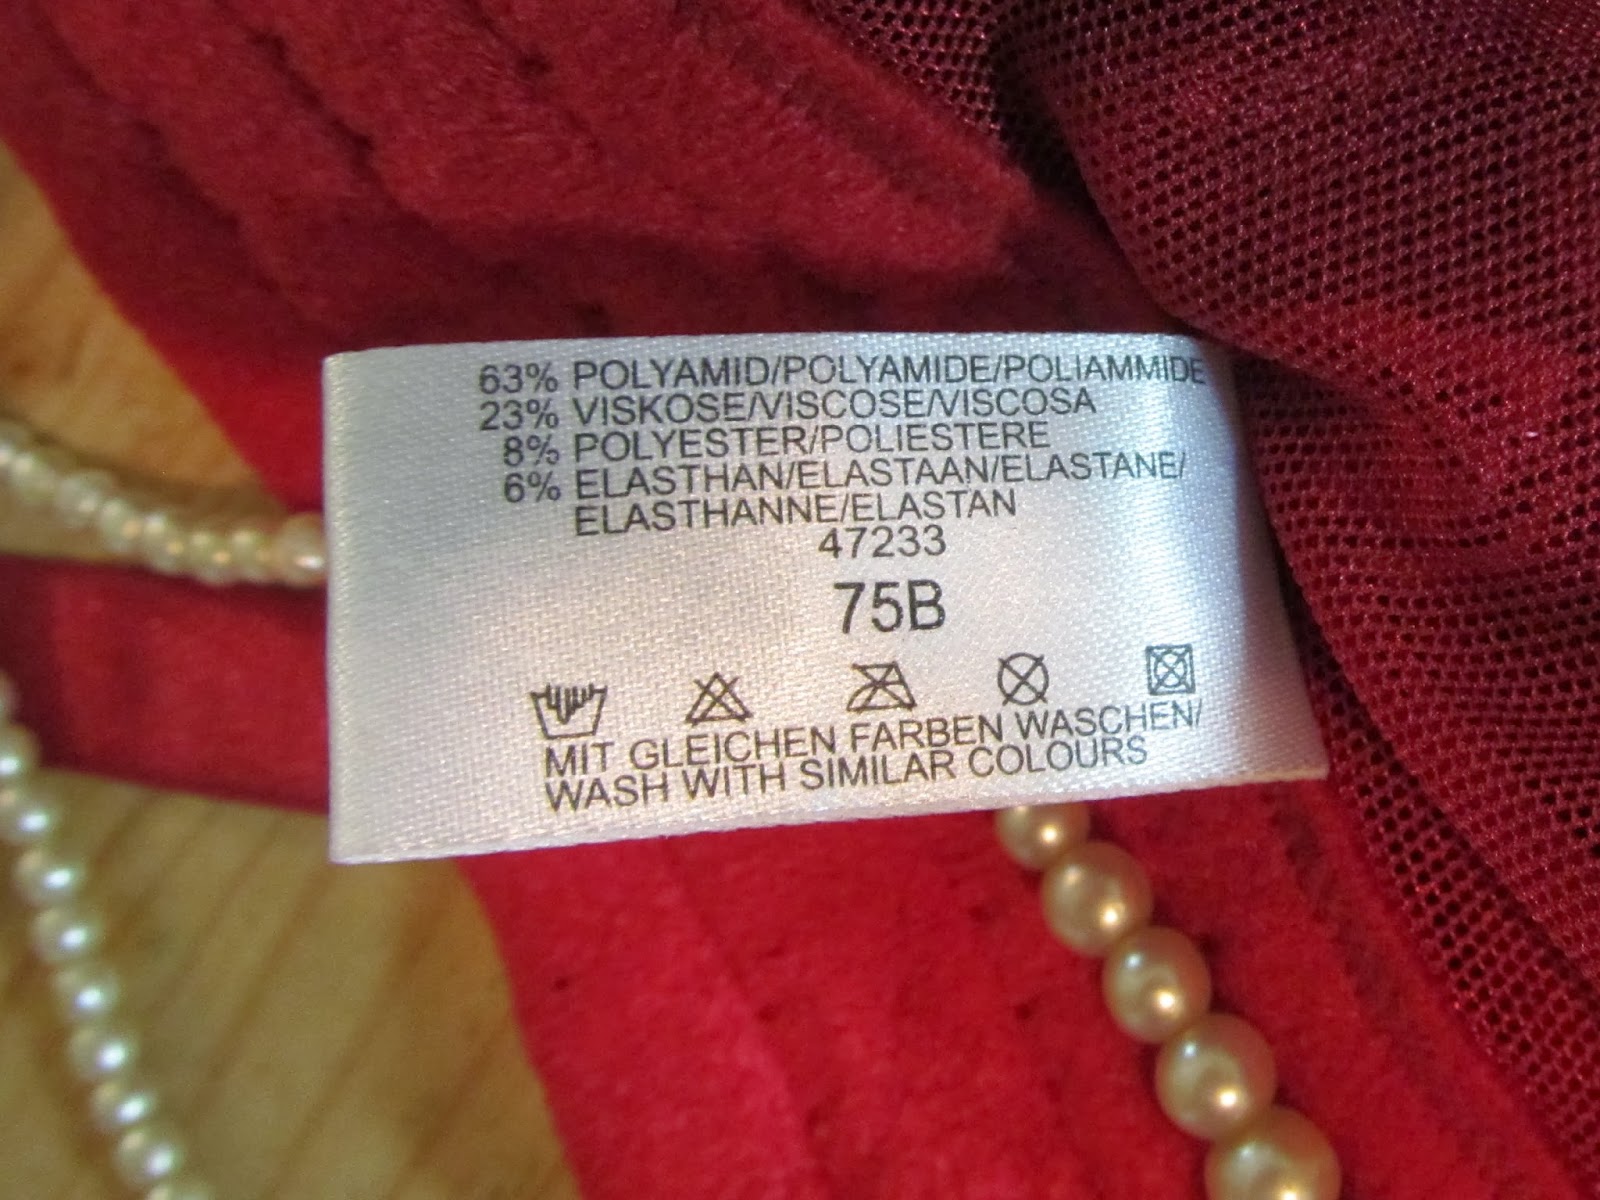 63% POLYAMID/POLYAMIDE/POLIAMMIDE
23% VISKOSE/VISCOSE/VISCOSA
8% POLYESTER/POLIESTERE
6% ELASTHAN/ELASTAAN/ELASTANE/
ELASTHANNE/ELASTAN
47233
75B
MIT GLEICHEN FARBEN WASCHEN/
WASH WITH SIMILAR COLOURS